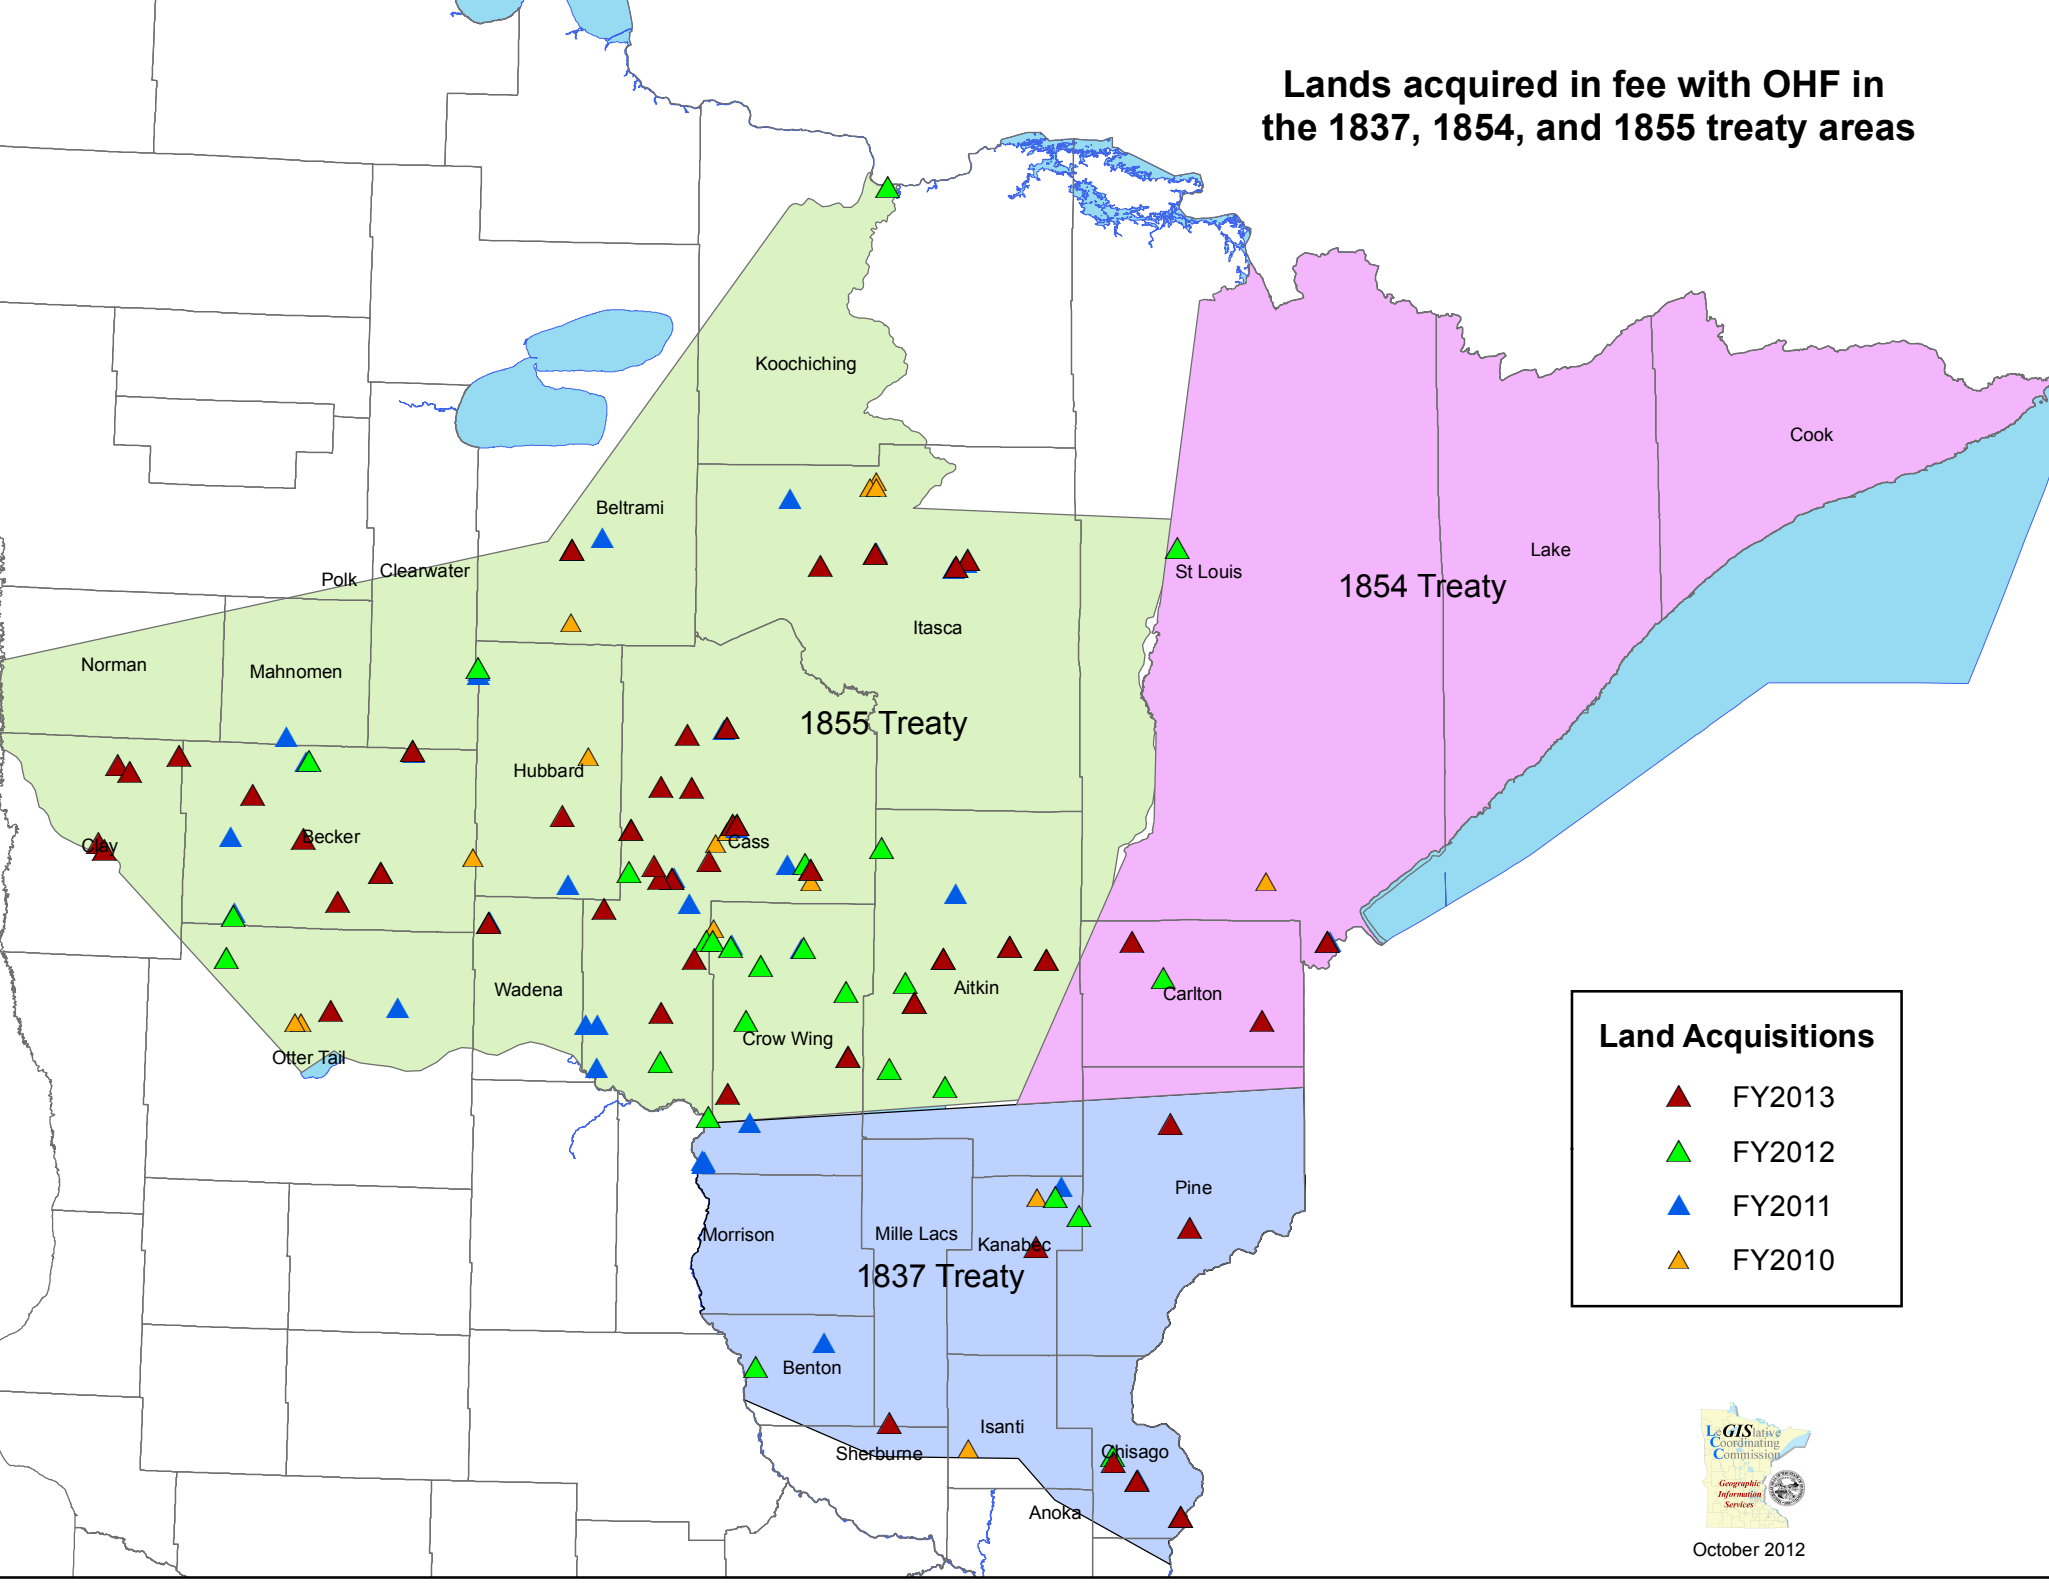 Lands acquired in fee with OHF in
the 1837, 1854, and 1855 treaty areas
Koochiching
Cook
Beltrami
Lake
Polk
Clearwater
St Louis
1854 Treaty
Itasca
Norman
Mahnomen
1855 Treaty
Hubbard
Clay
Becker
Cass
Wadena
Aitkin
Carlton
Crow Wing
Otter Tail
Land Acquisitions
FY2013
FY2012
FY2011
FY2010
Pine
Morrison
Mille Lacs
Kanabec
1837 Treaty
Benton
Isanti
Sherburne
Chisago
Anoka
LeGISlative
Coordinating
Commission
Geographic
Information
Services
October 2012